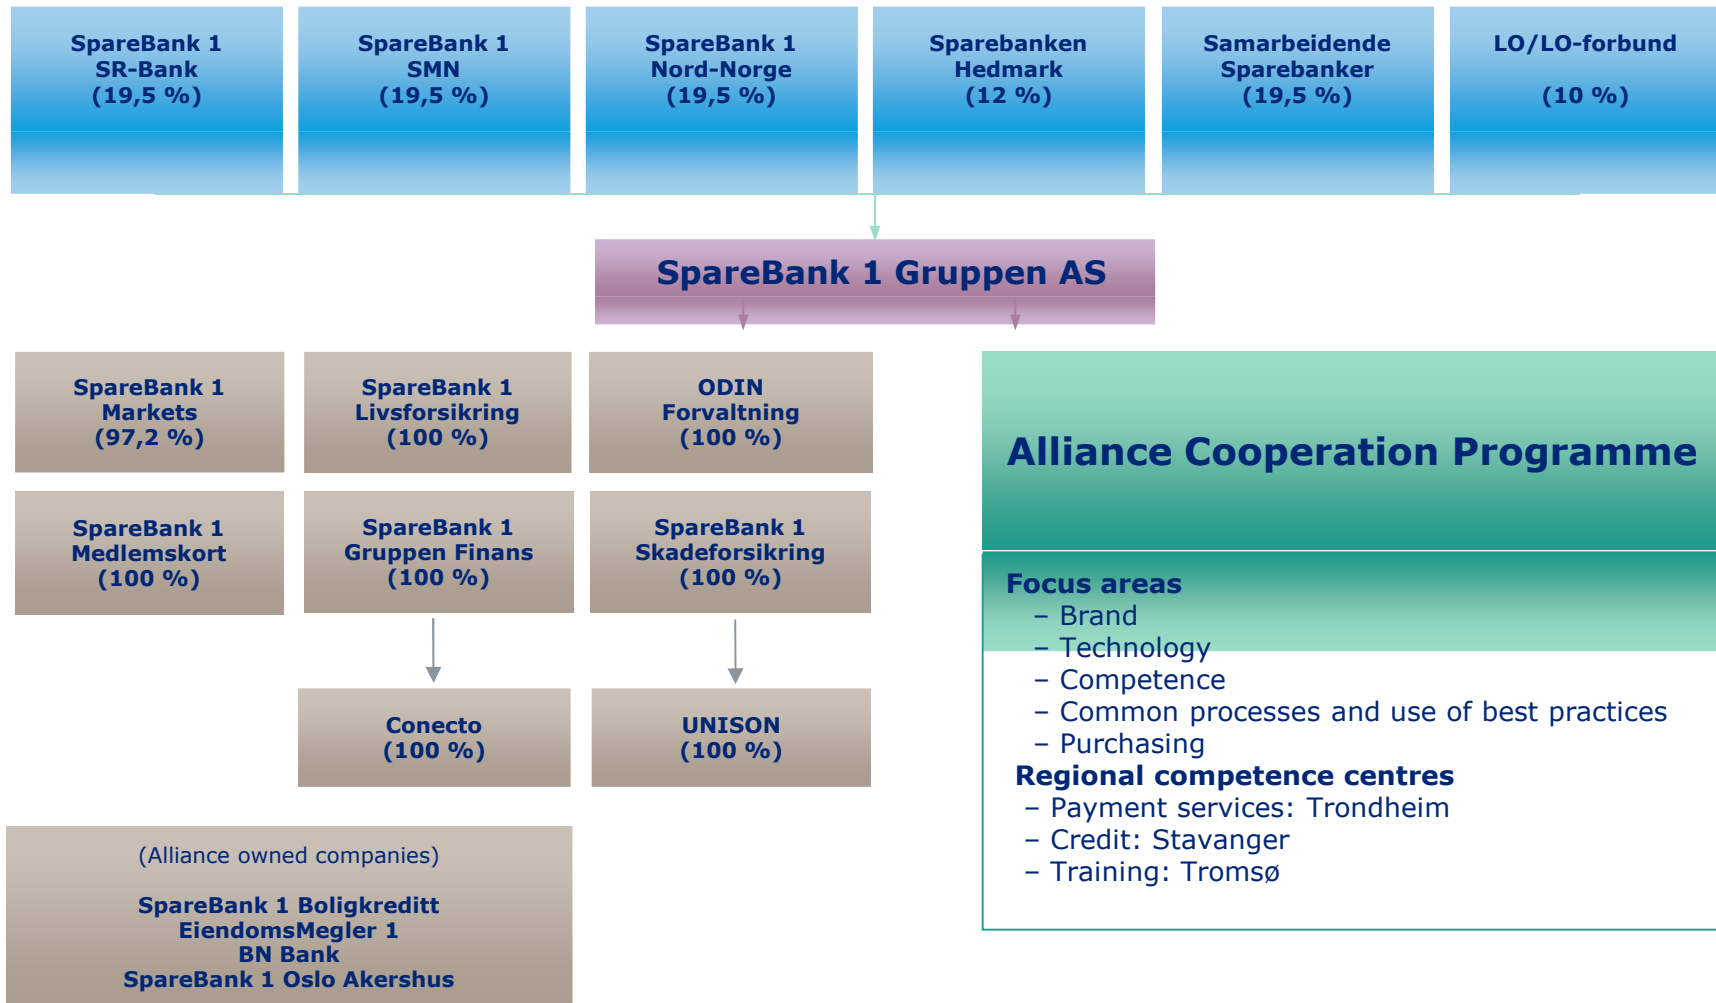 SpareBank 1
SR-Bank
(19,5 %)
SpareBank 1
SMN
(19,5 %)
SpareBank 1
Nord-Norge
(19,5 %)
Sparebanken
Hedmark
(12 %)
Samarbeidende
Sparebanker
(19,5 %)
LO/LO-forbund
(10 %)
SpareBank 1 Gruppen AS
SpareBank 1
Markets
(97,2 %)
SpareBank 1
Livsforsikring
(100 %)
ODIN
Forvaltning
(100 %)
SpareBank 1
Medlemskort
(100 %)
SpareBank 1
Gruppen Finans
(100 %)
SpareBank 1
Skadeforsikring
(100 %)
Conecto
(100 %)
UNISON
(100 %)
(Alliance owned companies)
SpareBank 1 Boligkreditt
EiendomsMegler 1
BN Bank
SpareBank 1 Oslo Akershus
Alliance Cooperation Programme
Focus areas
– Brand
– Technology
– Competence
– Common processes and use of best practices
– Purchasing
Regional competence centres
– Payment services: Trondheim
– Credit: Stavanger
– Training: Tromsø